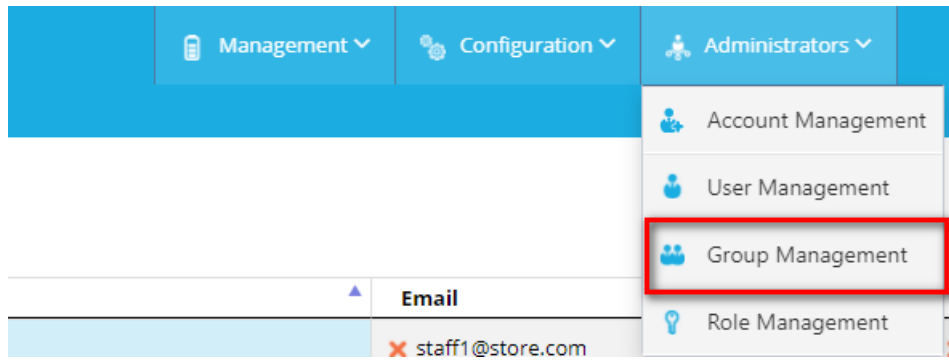 Management
Configuration
Administrators
Account Management
User Management
Group Management
Email
Role Management
staff1@store.com